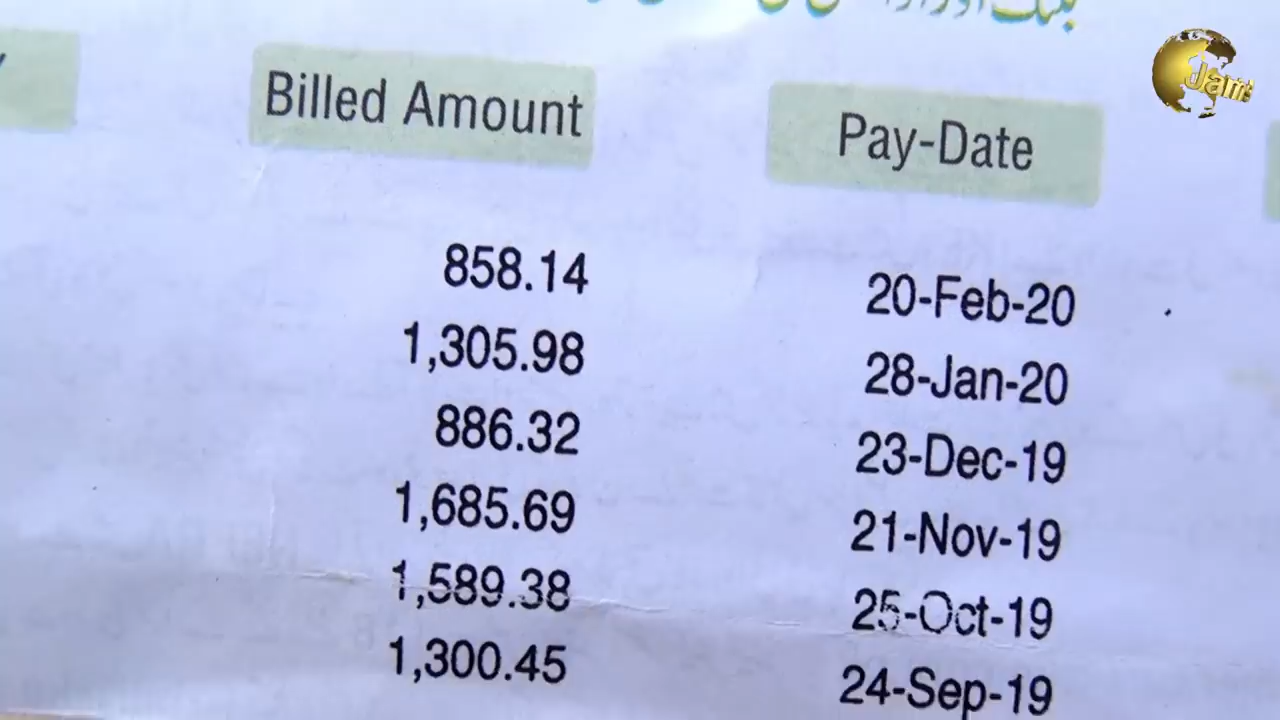 Jams
Billed Amount Pay-Date
858.14 20-Feb-20
1,305.98 28-Jan-20
886.32 23-Dec-19
1,685.69 21-Nov-19
1,589.38 25-Oct-19
1,300.45 24-Sep-19